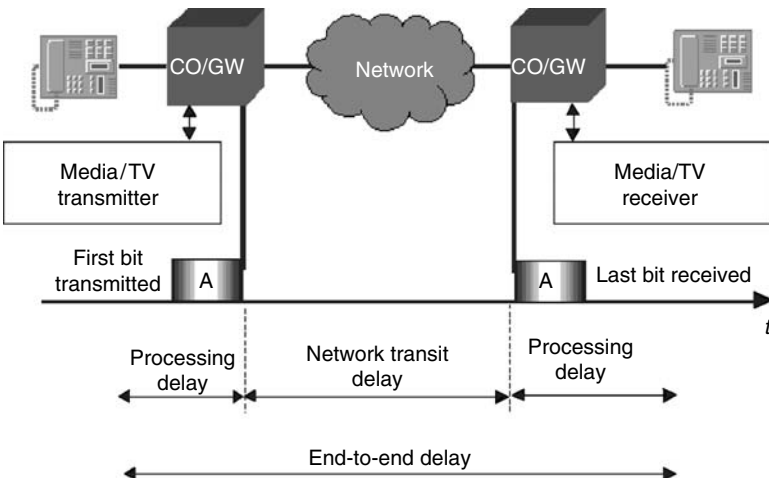 CO/GW
Network
CO/GW
Media/TV
transmitter
Media/TV
receiver
First bit
transmitted
A
A
Last bit received
t
Processing
delay
Network transit
delay
Processing
delay
End-to-end delay